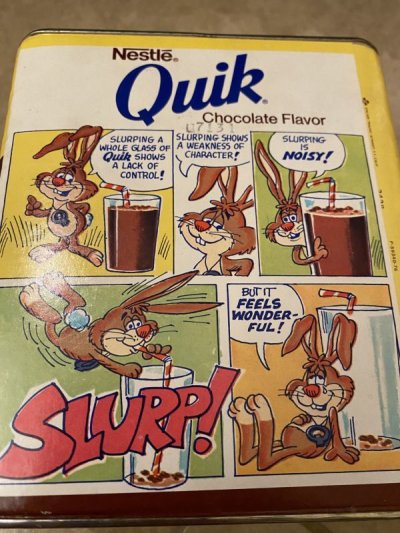 Nestlé®
Quik®
Chocolate Flavor
SLURPING A
WHOLE GLASS OF
Quik SHOWS
A LACK OF
CONTROL!
SLURPING SHOWS
A WEAKNESS OF
CHARACTER!
SLURPING
IS
NOISY!
SLURP!
BUT IT
FEELS
WONDER-
FUL!